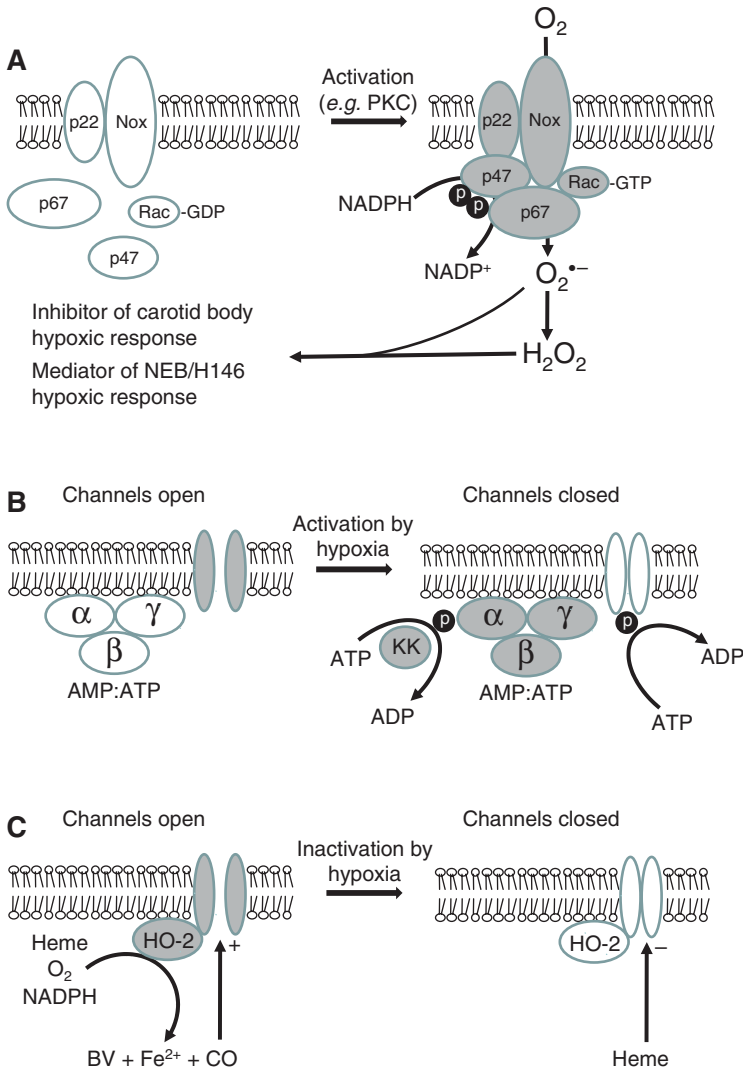 A
O2
Activation
(e.g. PKC)
p22
Nox
p67
Rac
-GDP
p47
p22
Nox
p47
Rac
-GTP
p
p
p67
NADPH
NADP+
O2•–
H2O2
Inhibitor of carotid body
hypoxic response
Mediator of NEB/H146
hypoxic response
B
Channels open
Activation by
hypoxia
Channels closed
α
γ
β
AMP:ATP
ATP
KK
p
ADP
α
γ
β
AMP:ATP
p
ADP
ATP
C
Channels open
Inactivation by
hypoxia
Channels closed
HO-2
+
Heme
O2
NADPH
BV + Fe2+ + CO
HO-2
–
Heme